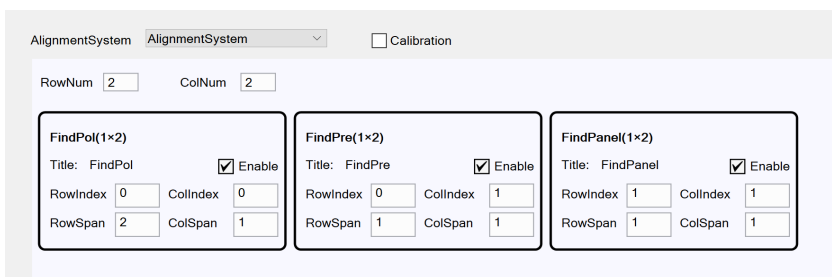 AlignmentSystem AlignmentSystem Calibration
RowNum 2 ColNum 2
FindPol(1×2)
Title: FindPol Enable
RowIndex 0 ColIndex 0
RowSpan 2 ColSpan 1
FindPre(1×2)
Title: FindPre Enable
RowIndex 0 ColIndex 1
RowSpan 1 ColSpan 1
FindPanel(1×2)
Title: FindPanel Enable
RowIndex 1 ColIndex 1
RowSpan 1 ColSpan 1